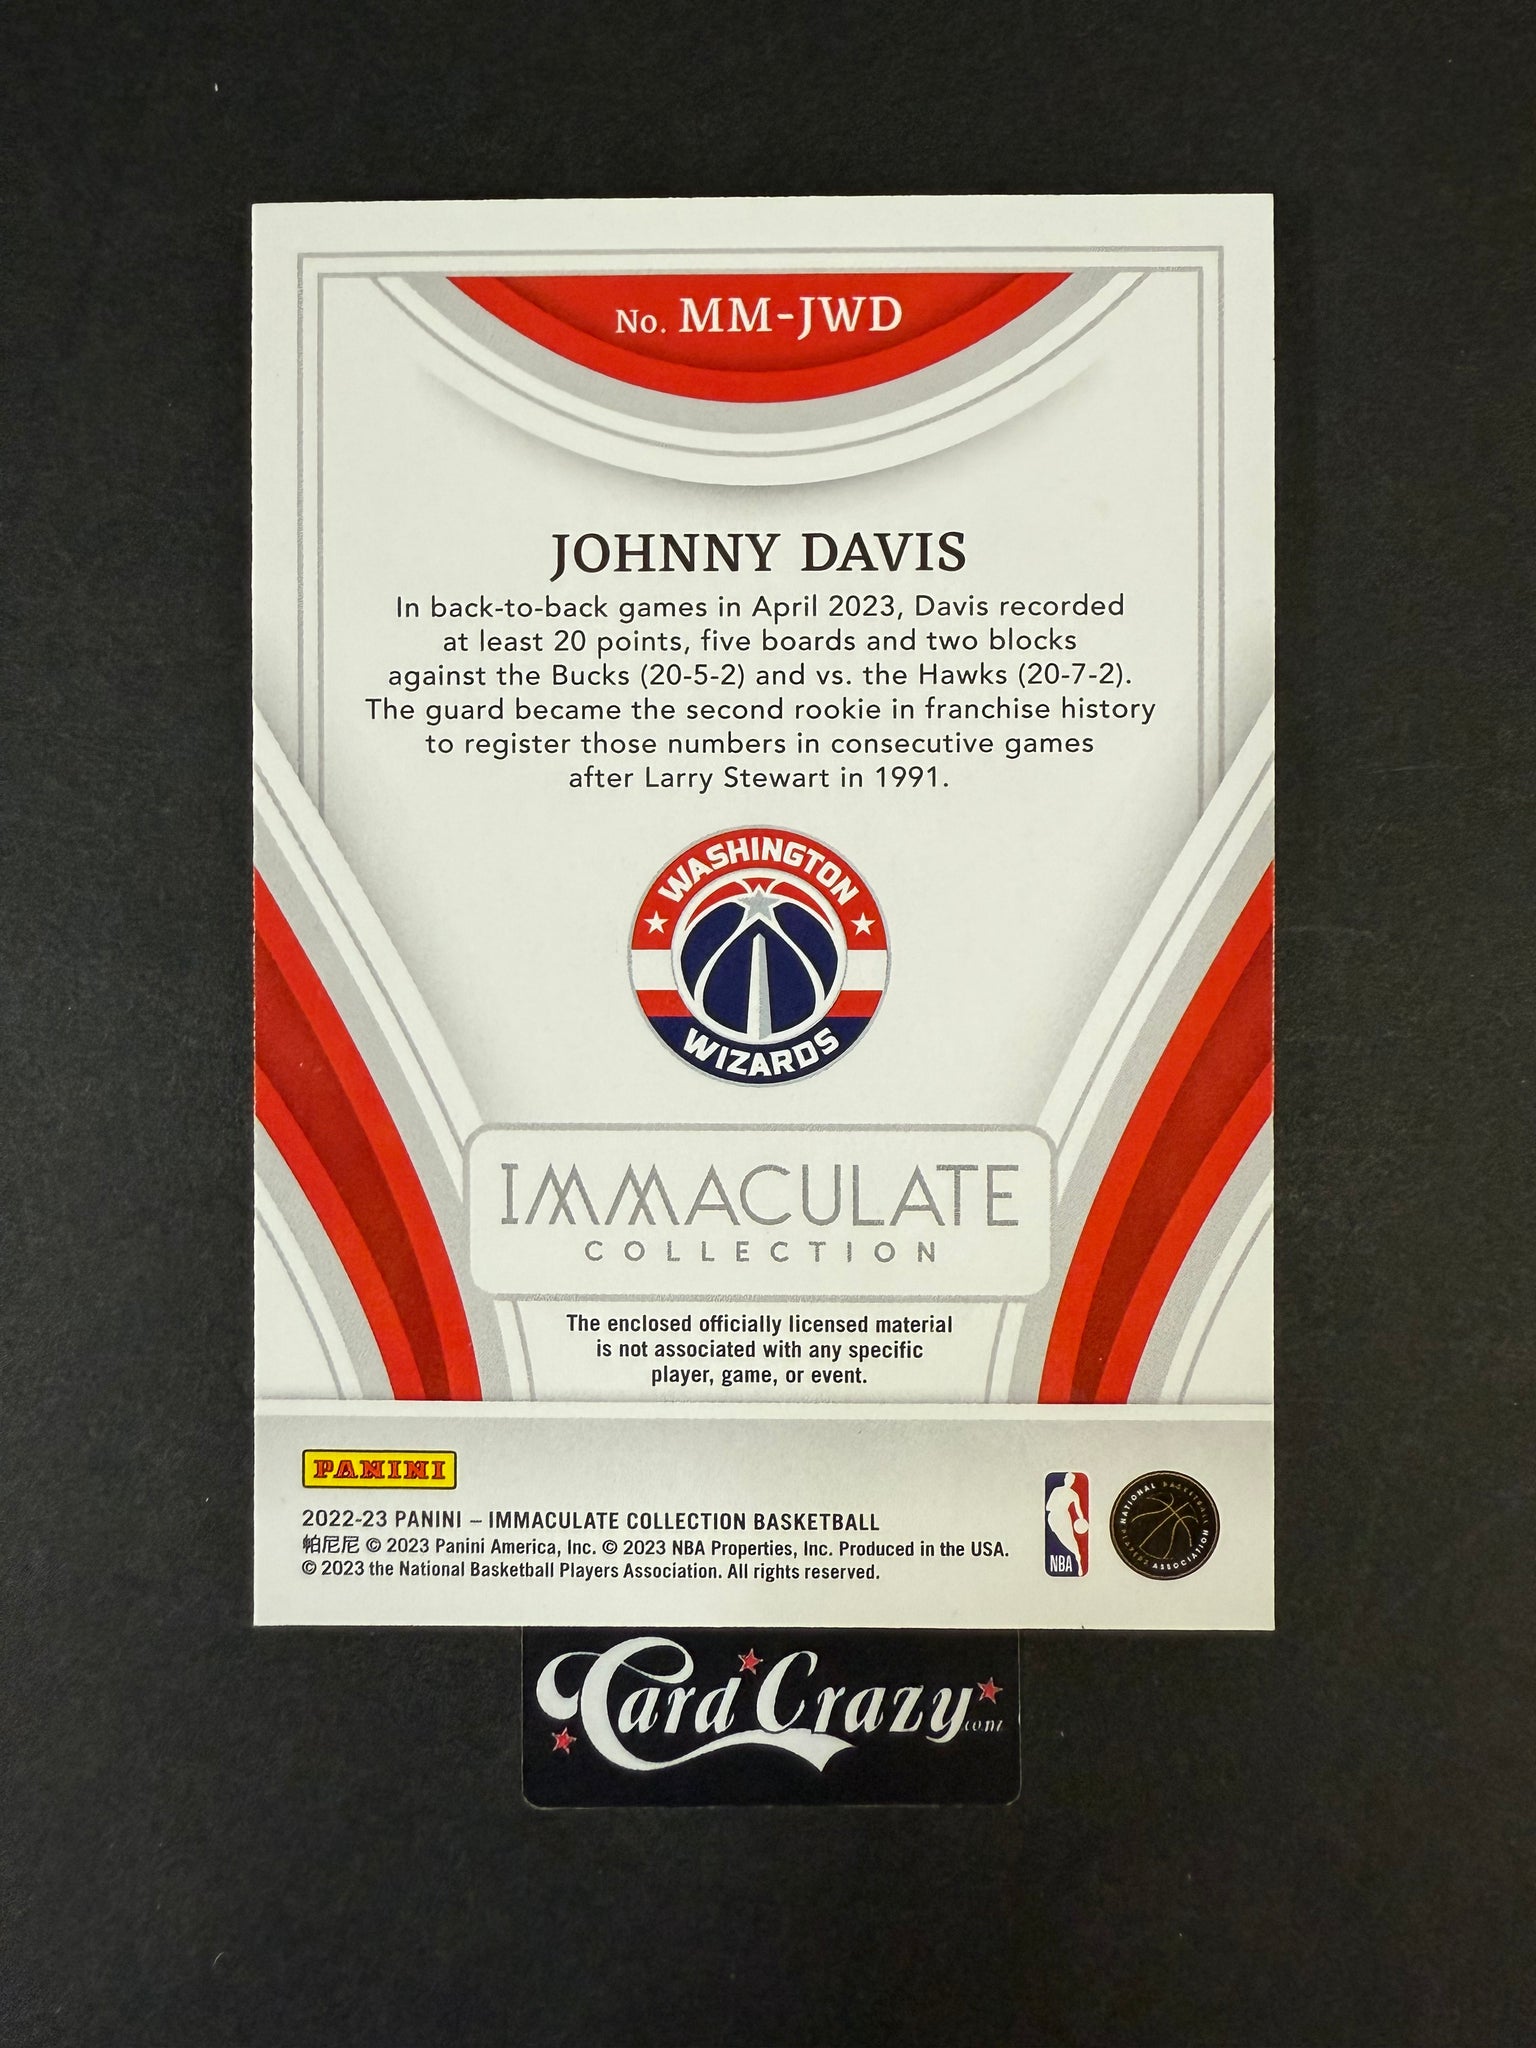 No. MM-JWD
JOHNNY DAVIS
In back-to-back games in April 2023, Davis recorded
at least 20 points, five boards and two blocks
against the Bucks (20-5-2) and vs. the Hawks (20-7-2).
The guard became the second rookie in franchise history
to register those numbers in consecutive games
after Larry Stewart in 1991.
WASHINGTON
WIZARDS
IMMACULATE
COLLECTION
The enclosed officially licensed material
is not associated with any specific
player, game, or event.
PANINI
2022-23 PANINI – IMMACULATE COLLECTION BASKETBALL
帕尼尼 © 2023 Panini America, Inc. © 2023 NBA Properties, Inc. Produced in the USA.
© 2023 the National Basketball Players Association. All rights reserved.
NBA
NATIONAL BASKETBALL
PLAYERS ASSOCIATION
Card Crazy.com